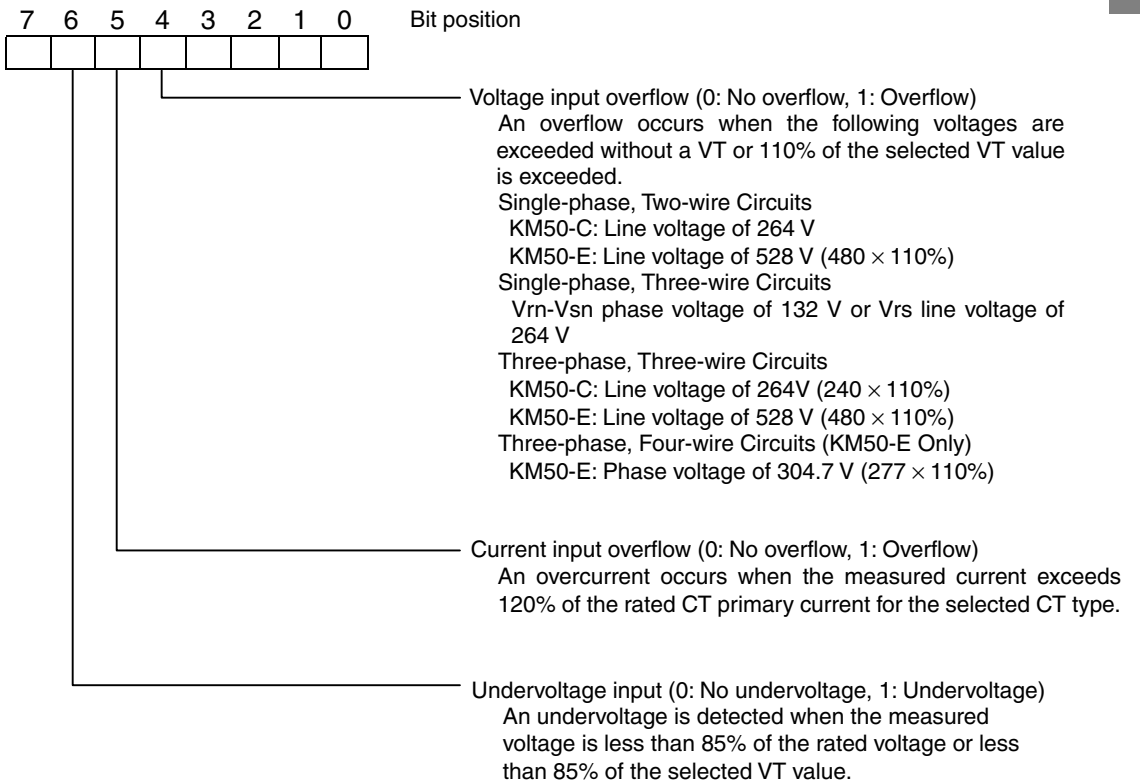 7 6 5 4 3 2 1 0 Bit position
Voltage input overflow (0: No overflow, 1: Overflow)
An overflow occurs when the following voltages are
exceeded without a VT or 110% of the selected VT value
is exceeded.
Single-phase, Two-wire Circuits
KM50-C: Line voltage of 264 V
KM50-E: Line voltage of 528 V (480 × 110%)
Single-phase, Three-wire Circuits
Vrn-Vsn phase voltage of 132 V or Vrs line voltage of
264 V
Three-phase, Three-wire Circuits
KM50-C: Line voltage of 264V (240 × 110%)
KM50-E: Line voltage of 528 V (480 × 110%)
Three-phase, Four-wire Circuits (KM50-E Only)
KM50-E: Phase voltage of 304.7 V (277 × 110%)
Current input overflow (0: No overflow, 1: Overflow)
An overcurrent occurs when the measured current exceeds
120% of the rated CT primary current for the selected CT type.
Undervoltage input (0: No undervoltage, 1: Undervoltage)
An undervoltage is detected when the measured
voltage is less than 85% of the rated voltage or less
than 85% of the selected VT value.